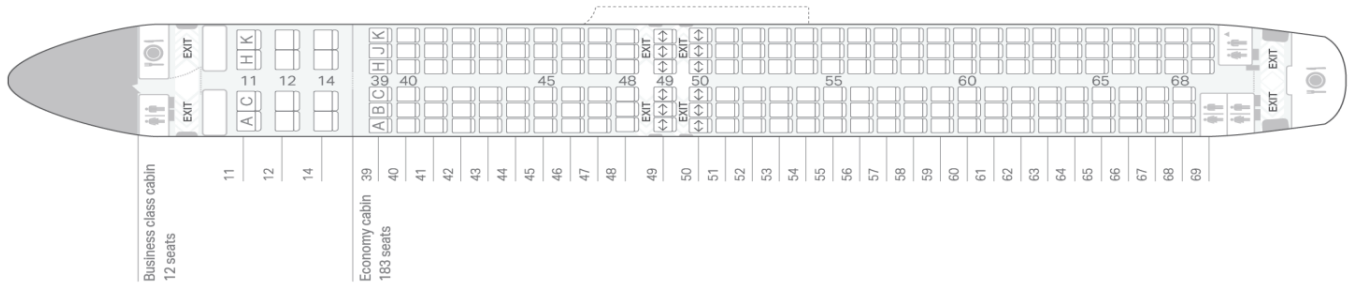 EXIT EXIT EXIT EXIT
K K
J
H H
11 12 14 39 40 45 48 49 50 55 60 65 68
C C
B
A A
EXIT EXIT EXIT EXIT
11 12 14 39 40 41 42 43 44 45 46 47 48 49 50 51 52 53 54 55 56 57 58 59 60 61 62 63 64 65 66 67 68 69
Business class cabin
12 seats
Economy cabin
183 seats